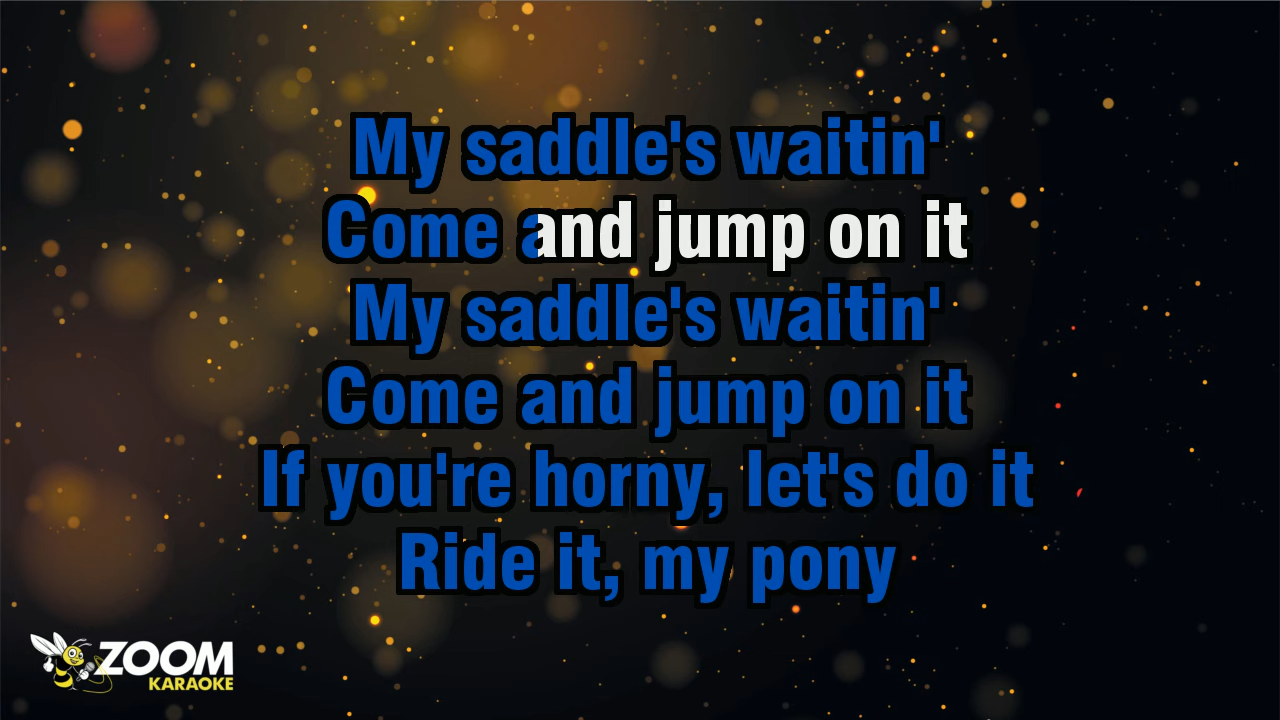 My saddle's waitin'
Come and jump on it
My saddle's waitin'
Come and jump on it
If you're horny, let's do it
Ride it, my pony
ZOOM
KARAOKE